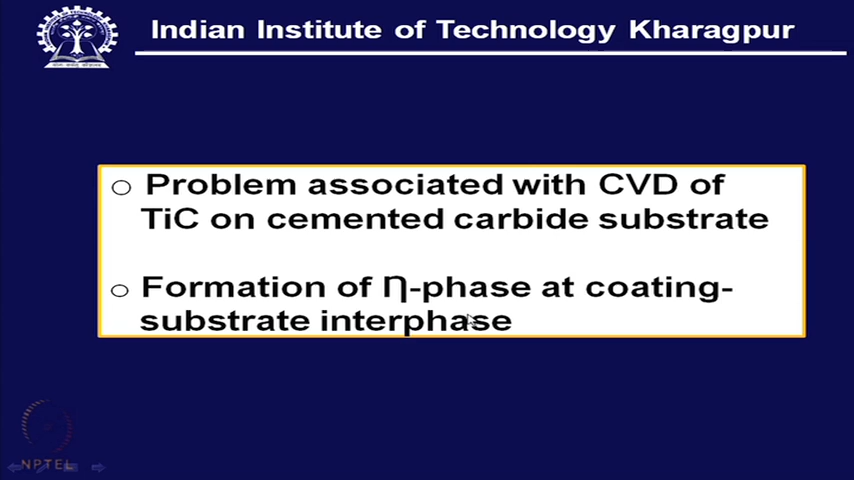 Indian Institute of Technology Kharagpur
○ Problem associated with CVD of
TiC on cemented carbide substrate
○ Formation of Ƞ-phase at coating-
substrate interphase
NPTEL